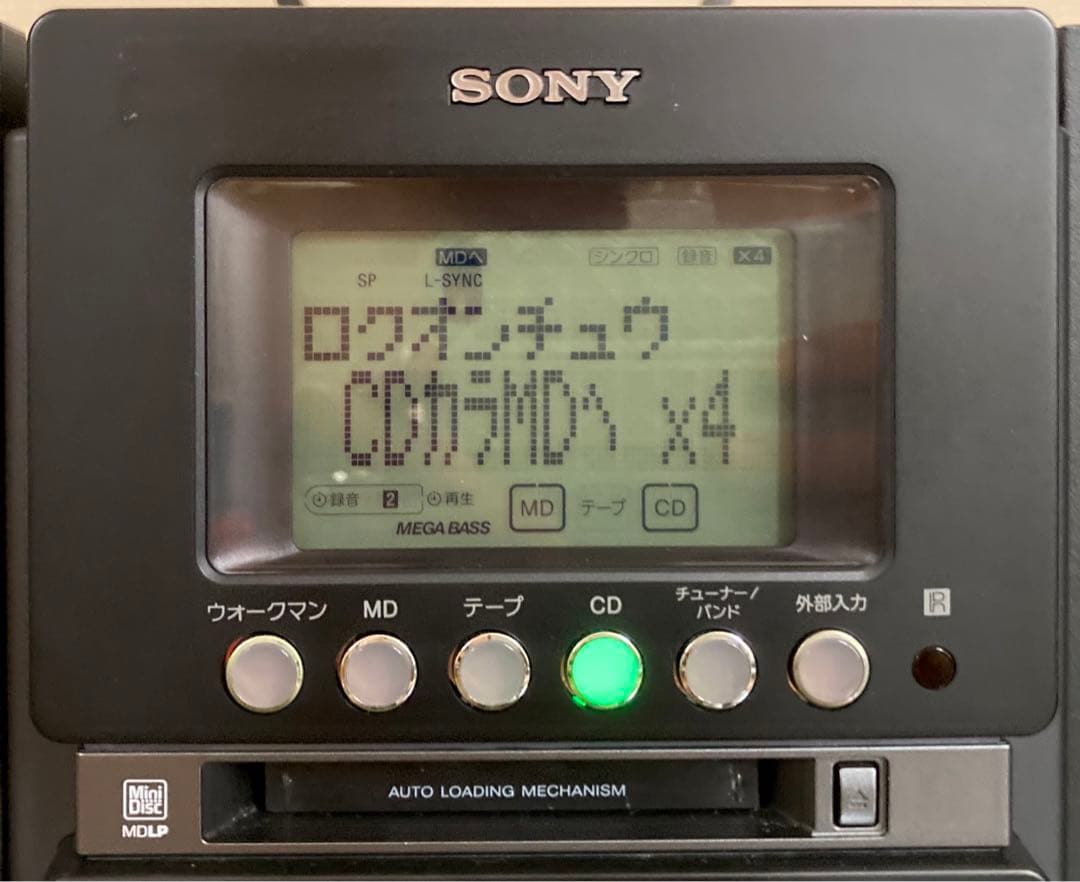 SONY
MDへ シンクロ 録音 ×4
SP L-SYNC
ロクオンチュウ
CDカラMDヘ x4
録音 2 再生 MD テープ CD
MEGA BASS
ウォークマン MD テープ CD チューナー/
バンド 外部入力 R
Mini
Disc
MDLP
AUTO LOADING MECHANISM